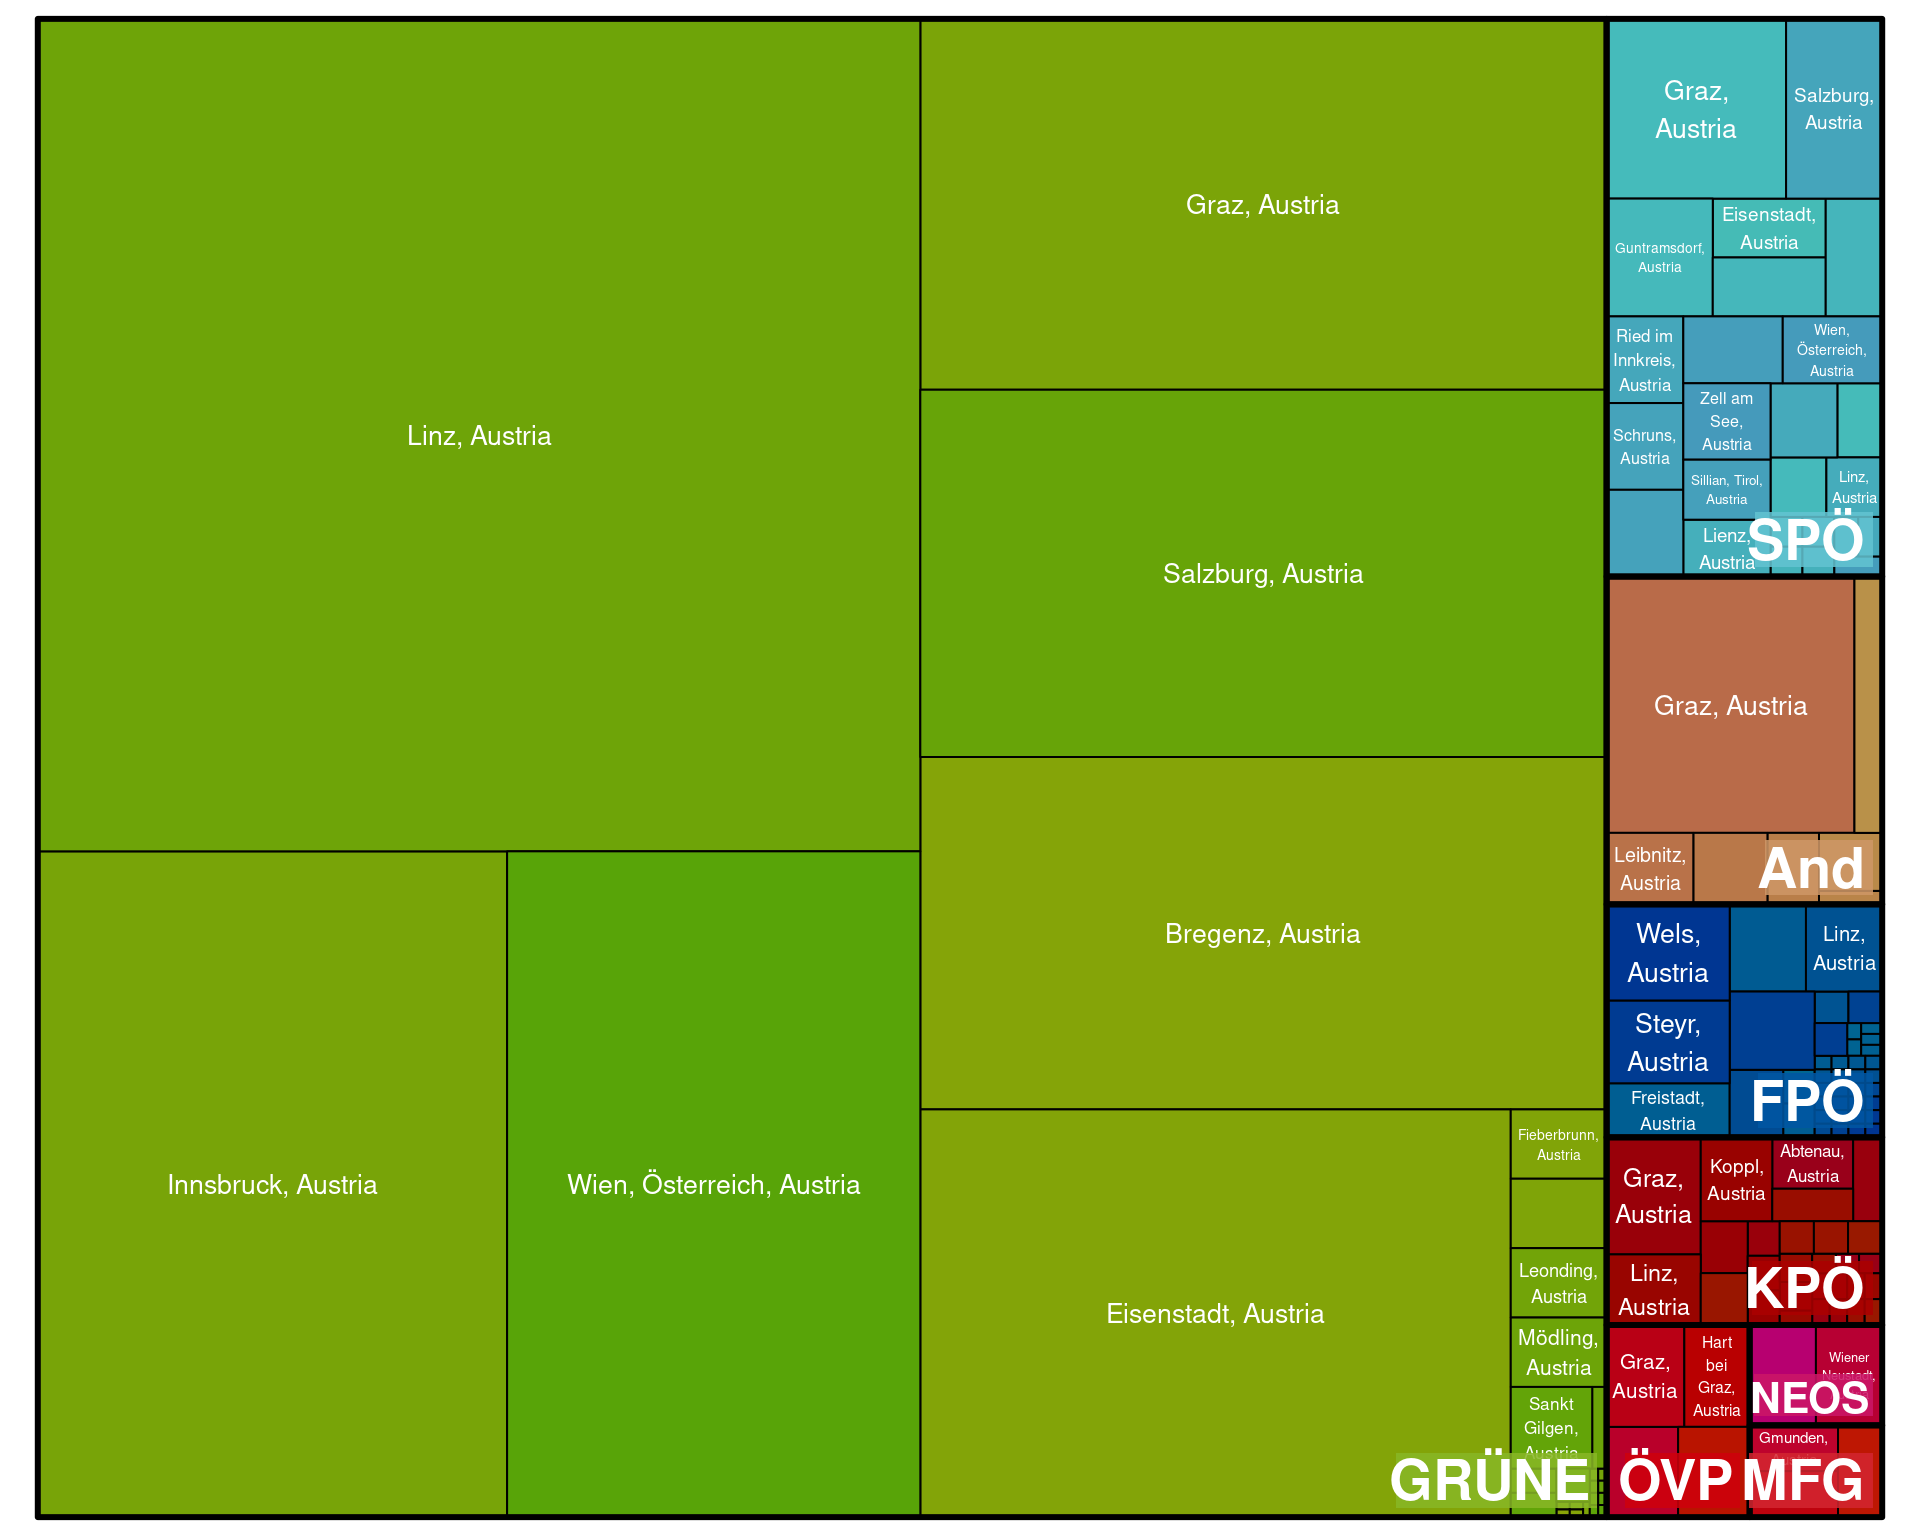 Linz, Austria
Graz, Austria
Salzburg, Austria
Bregenz, Austria
Innsbruck, Austria
Wien, Österreich, Austria
Eisenstadt, Austria
Fieberbrunn,
Austria
Leonding,
Austria
Mödling,
Austria
Sankt
Gilgen,
Austria
GRÜNE
Graz,
Austria
Salzburg,
Austria
Guntramsdorf,
Austria
Eisenstadt,
Austria
Ried im
Innkreis,
Austria
Wien,
Österreich,
Austria
Zell am
See,
Austria
Schruns,
Austria
Sillian, Tirol,
Austria
Linz,
Austria
Lienz,
Austria
SPÖ
Graz, Austria
Leibnitz,
Austria
And
Wels,
Austria
Linz,
Austria
Steyr,
Austria
Freistadt,
Austria
FPÖ
Graz,
Austria
Koppl,
Austria
Abtenau,
Austria
Linz,
Austria
KPÖ
Graz,
Austria
Hart
bei
Graz,
Austria
ÖVP
Wiener
Neustadt,
NEOS
Gmunden,
MFG